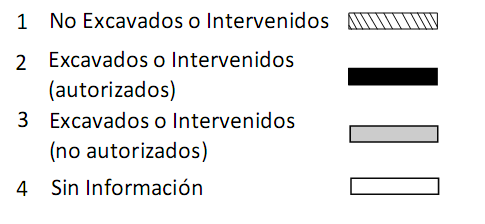 1 No Excavados o Intervenidos
2 Excavados o Intervenidos
(autorizados)
3 Excavados o Intervenidos
(no autorizados)
4 Sin Información